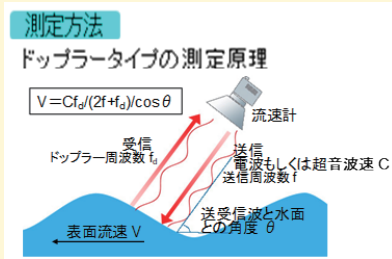 測定方法
ドップラータイプの測定原理
V=Cfd/(2f+fd)/cosθ
流速計
受信
ドップラー周波数 fd
送信
電波もしくは超音波速 C
送信周波数 f
送受信波と水面
との角度 θ
表面流速 V